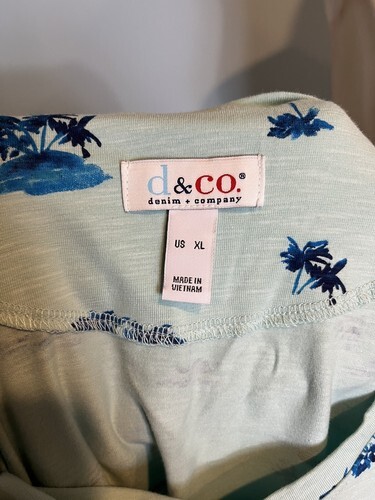 d&co.®
denim + company
US XL
MADE IN
VIETNAM